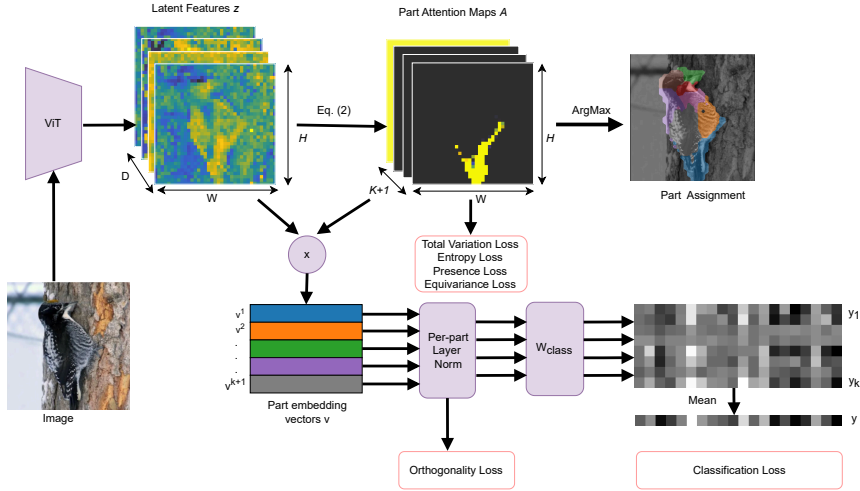 Latent Features z
Part Attention Maps A
ViT
Eq. (2)
ArgMax
H
H
D
W
K+1
W
Part Assignment
x
Total Variation Loss
Entropy Loss
Presence Loss
Equivariance Loss
Image
v1
v2
.
.
.
vk+1
Part embedding
vectors v
Per-part
Layer
Norm
Wclass
y1
yk
Mean
y
Orthogonality Loss
Classification Loss